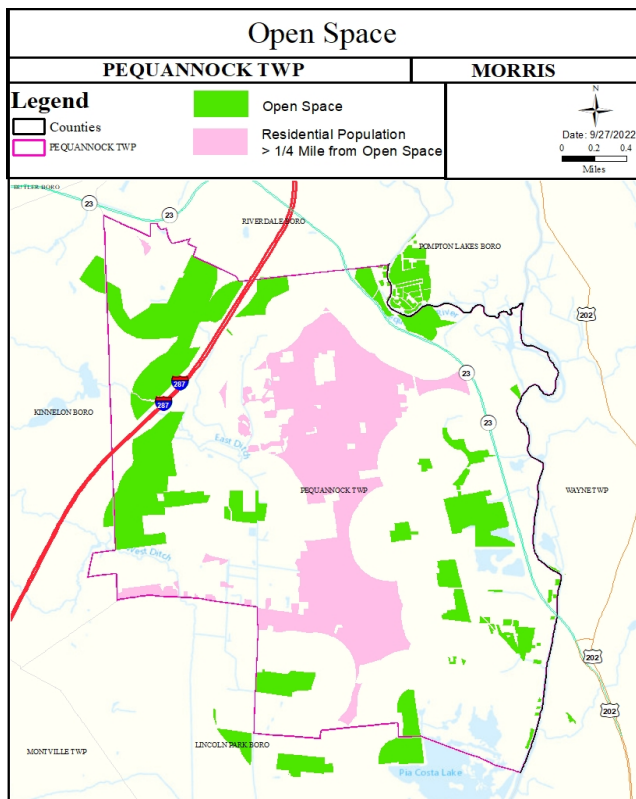 Open Space
PEQUANNOCK TWP
MORRIS
Legend
Counties
PEQUANNOCK TWP
Open Space
Residential Population
> 1/4 Mile from Open Space
N
Date: 9/27/2022
0 0.2 0.4
Miles
BUTLER BORO
23
23
RIVERDALE BORO
POMPTON LAKES BORO
River
202
23
287
287
KINNELON BORO
23
East Ditch
PEQUANNOCK TWP
WAYNE TWP
West Ditch
202
202
LINCOLN PARK BORO
MONTVILLE TWP
Pia Costa Lake